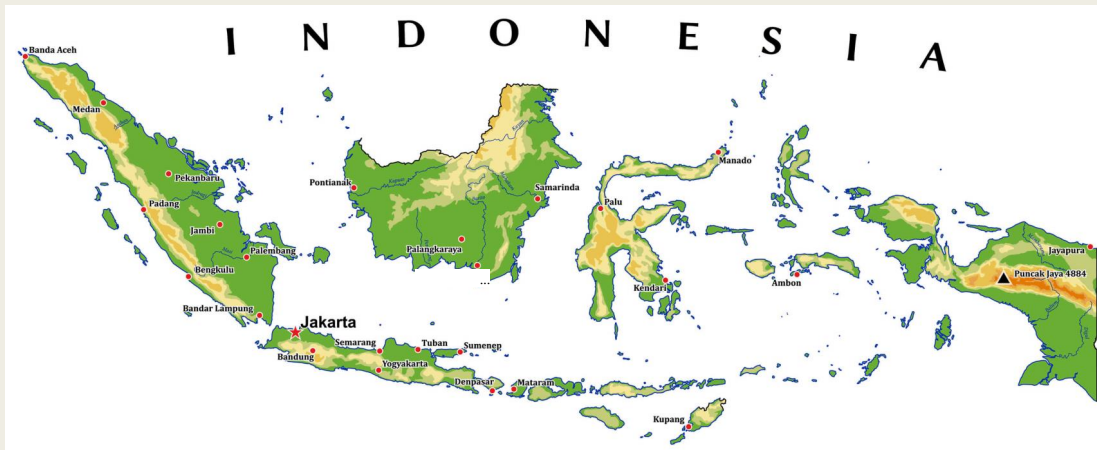 INDONESIA
Banda Aceh
Medan
Pekanbaru
Padang
Jambi
Palembang
Bengkulu
Bandar Lampung
Jakarta
Bandung
Semarang
Yogyakarta
Tuban
Sumenep
Denpasar
Mataram
Kupang
Pontianak
Palangkaraya
Samarinda
...
Manado
Palu
Kendari
Ambon
Jayapura
Puncak Jaya 4884